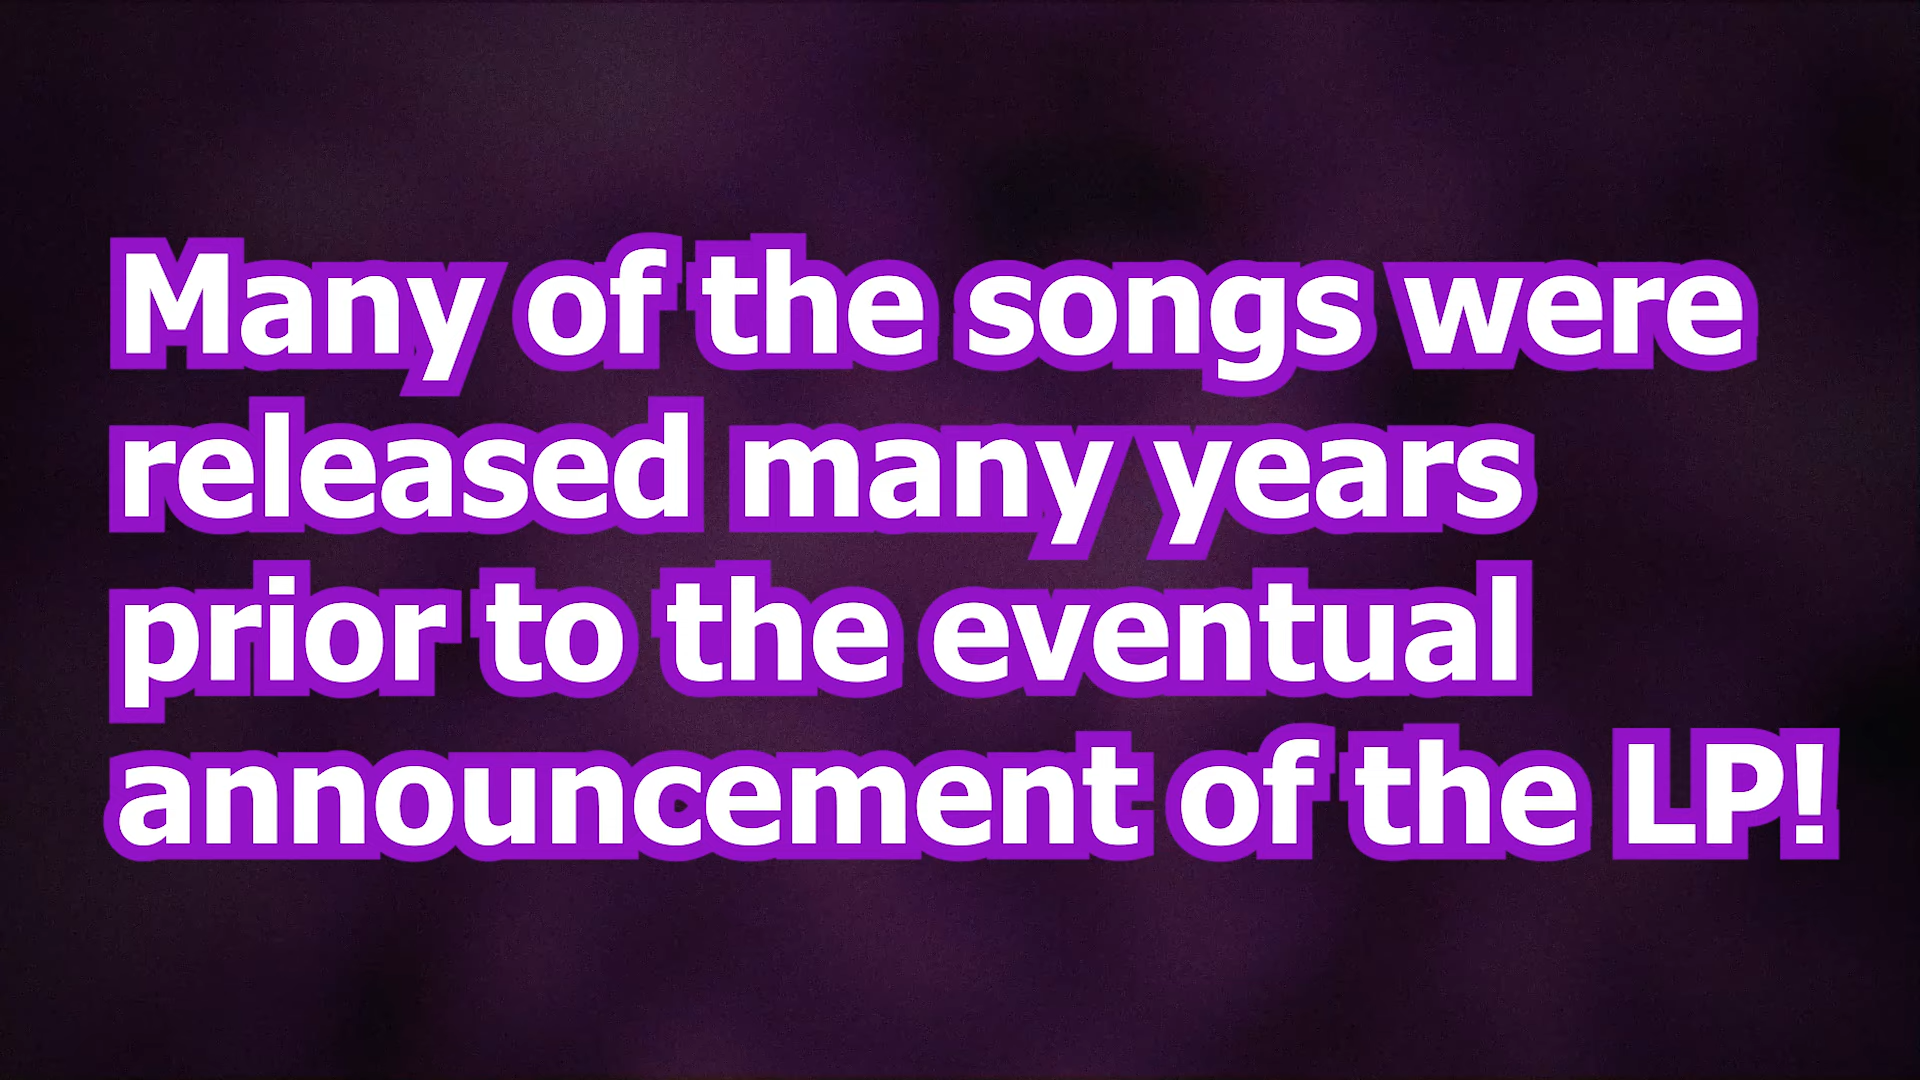 Many of the songs were
released many years
prior to the eventual
announcement of the LP!